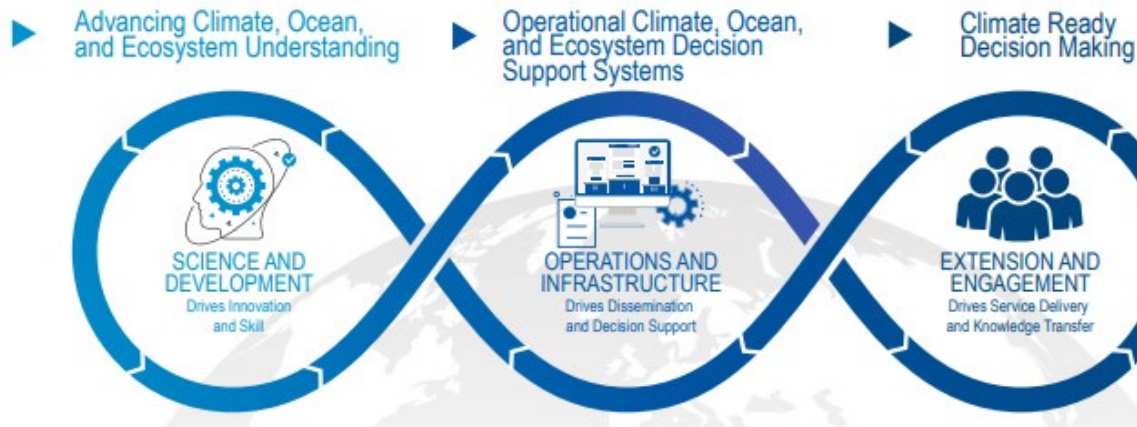 Advancing Climate, Ocean,
and Ecosystem Understanding
Operational Climate, Ocean,
and Ecosystem Decision
Support Systems
Climate Ready
Decision Making
SCIENCE AND
DEVELOPMENT
Drives Innovation
and Skill
OPERATIONS AND
INFRASTRUCTURE
Drives Dissemination
and Decision Support
EXTENSION AND
ENGAGEMENT
Drives Service Delivery
and Knowledge Transfer